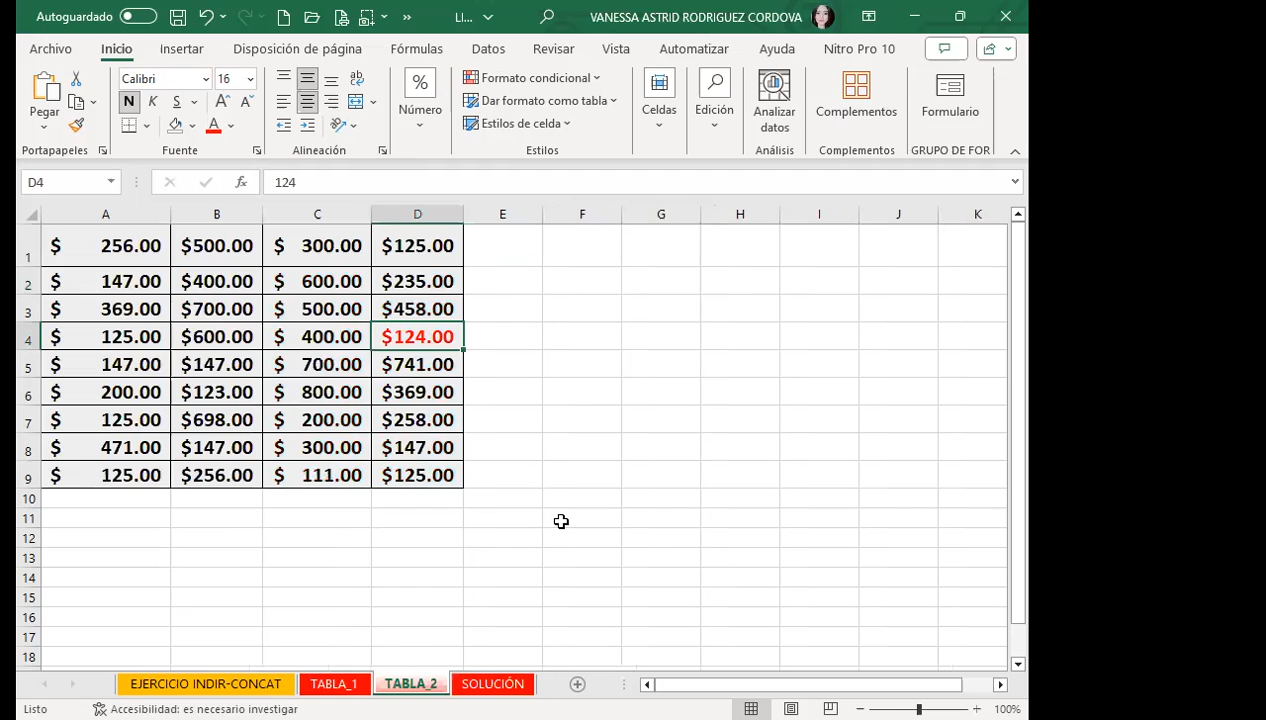 Autoguardado
LI...
VANESSA ASTRID RODRIGUEZ CORDOVA
Archivo Inicio Insertar Disposición de página Fórmulas Datos Revisar Vista Automatizar Ayuda Nitro Pro 10
Pegar
Portapapeles
Calibri 16
N K S
Fuente
ab
Alineación
%
Número
Formato condicional
Dar formato como tabla
Estilos de celda
Estilos
Celdas
Edición
Analizar
datos
Análisis
Complementos
Complementos
Formulario
GRUPO DE FOR
D4 fx 124
A B C D E F G H I J K
1 $ 256.00 $500.00 $ 300.00 $125.00
2 $ 147.00 $400.00 $ 600.00 $235.00
3 $ 369.00 $700.00 $ 500.00 $458.00
4 $ 125.00 $600.00 $ 400.00 $124.00
5 $ 147.00 $147.00 $ 700.00 $741.00
6 $ 200.00 $123.00 $ 800.00 $369.00
7 $ 125.00 $698.00 $ 200.00 $258.00
8 $ 471.00 $147.00 $ 300.00 $147.00
9 $ 125.00 $256.00 $ 111.00 $125.00
10
11
12
13
14
15
16
17
18
EJERCICIO INDIR-CONCAT TABLA_1 TABLA_2 SOLUCIÓN
Listo Accesibilidad: es necesario investigar 100%